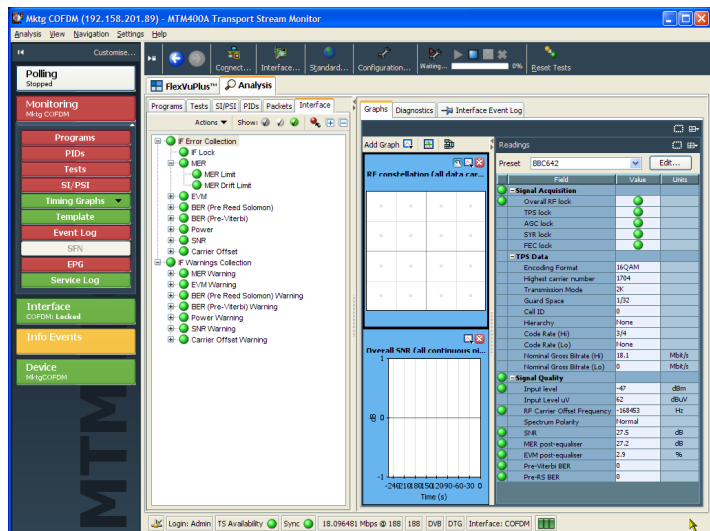 Mktg COFDM (192.158.201.89) - MTM400A Transport Stream Monitor
Analysis View Navigation Settings Help
Customise...
Connect... Interface... Standard... Configuration... Waiting... 0% Reset Tests
Polling
Stopped
Monitoring
Mktg COFDM
Programs
PIDs
Tests
SI/PSI
Timing Graphs
Template
Event Log
SFN
EPG
Service Log
Interface
COFDM: Locked
Info Events
Device
MktgCOFDM
MTM
FlexVuPlus™ Analysis
Programs Tests SI/PSI PIDs Packets Interface
Actions Show:
IF Error Collection
IF Lock
MER
MER Limit
MER Drift Limit
EVM
BER (Pre Reed Solomon)
BER (Pre-Viterbi)
Power
SNR
Carrier Offset
IF Warnings Collection
MER Warning
EVM Warning
BER (Pre Reed Solomon) Warning
BER (Pre-Viterbi) Warning
Power Warning
SNR Warning
Carrier Offset Warning
Graphs Diagnostics Interface Event Log
Add Graph
RF constellation (all data car...
Overall SNR (all continuous pi...
1
dB 0 0
-1
-24021018015012090-60-30 0
Time (s)
Readings
Preset BBC642 Edit...
Field Value Units
Signal Acquisition
Overall RF lock
TPS lock
AGC lock
SYR lock
FEC lock
TPS Data
Encoding Format 16QAM
Highest carrier number 1704
Transmission Mode 2K
Guard Space 1/32
Cell ID 0
Hierarchy None
Code Rate (Hi) 3/4
Code Rate (Lo) None
Nominal Gross Bitrate (Hi) 18.1 Mbit/s
Nominal Gross Bitrate (Lo) 0 Mbit/s
Signal Quality
Input level -47 dBm
Input Level uV 62 dBuV
RF Carrier Offset Frequency -168453 Hz
Spectrum Polarity Normal
SNR 27.5 dB
MER post-equaliser 27.2 dB
EVM post-equaliser 2.9 %
Pre-Viterbi BER 0
Pre-RS BER 0
Login: Admin TS Availability Sync 18.096481 Mbps @ 188 188 DVB DTG Interface: COFDM